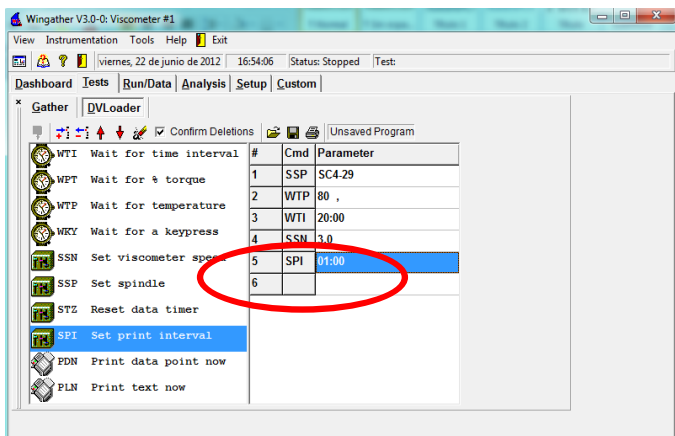 Wingather V3.0-0: Viscometer #1
View Instrumentation Tools Help Exit
viernes, 22 de junio de 2012 16:54:06 Status: Stopped Test:
Dashboard Tests Run/Data Analysis Setup Custom
Gather DVLoader
Confirm Deletions Unsaved Program
WTI Wait for time interval
WPT Wait for % torque
WTP Wait for temperature
WKY Wait for a keypress
SSN Set viscometer speed
SSP Set spindle
STZ Reset data timer
SPI Set print interval
PDN Print data point now
PLN Print text now
# Cmd Parameter
1 SSP SC4-29
2 WTP 80 ,
3 WTI 20:00
4 SSN 3.0
5 SPI 01:00
6